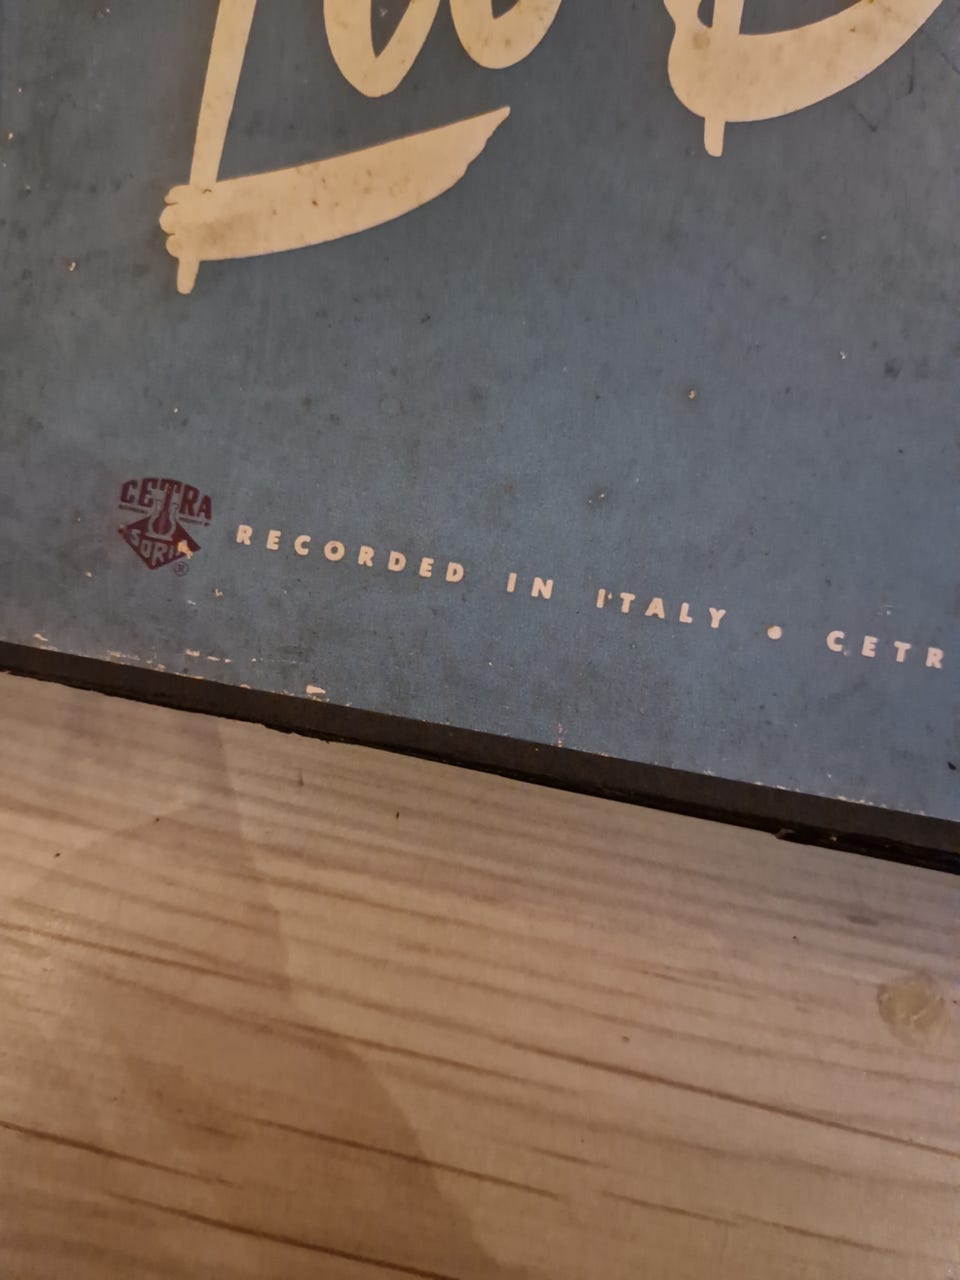 CETRA
SORIA
®
RECORDED IN ITALY • CETR